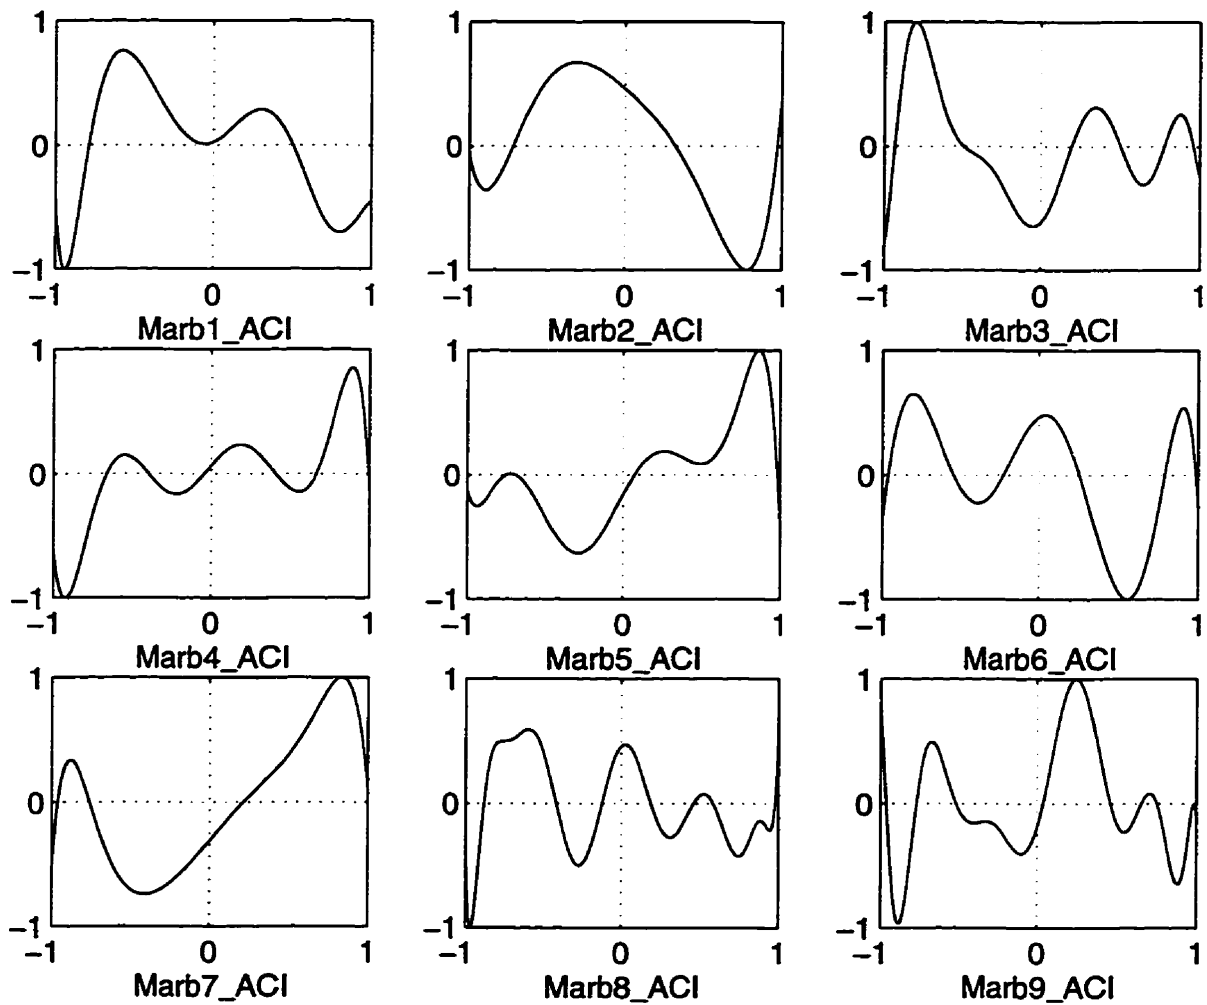 1 1 1
0 0 0
−1 −1 −1
−1 0 1 −1 0 1 −1 0 1
Marb1_ACI Marb2_ACI Marb3_ACI
1 1 1
0 0 0
−1 −1 −1
−1 0 1 −1 0 1 −1 0 1
Marb4_ACI Marb5_ACI Marb6_ACI
1 1 1
0 0 0
−1 −1 −1
−1 0 1 −1 0 1 −1 0 1
Marb7_ACI Marb8_ACI Marb9_ACI